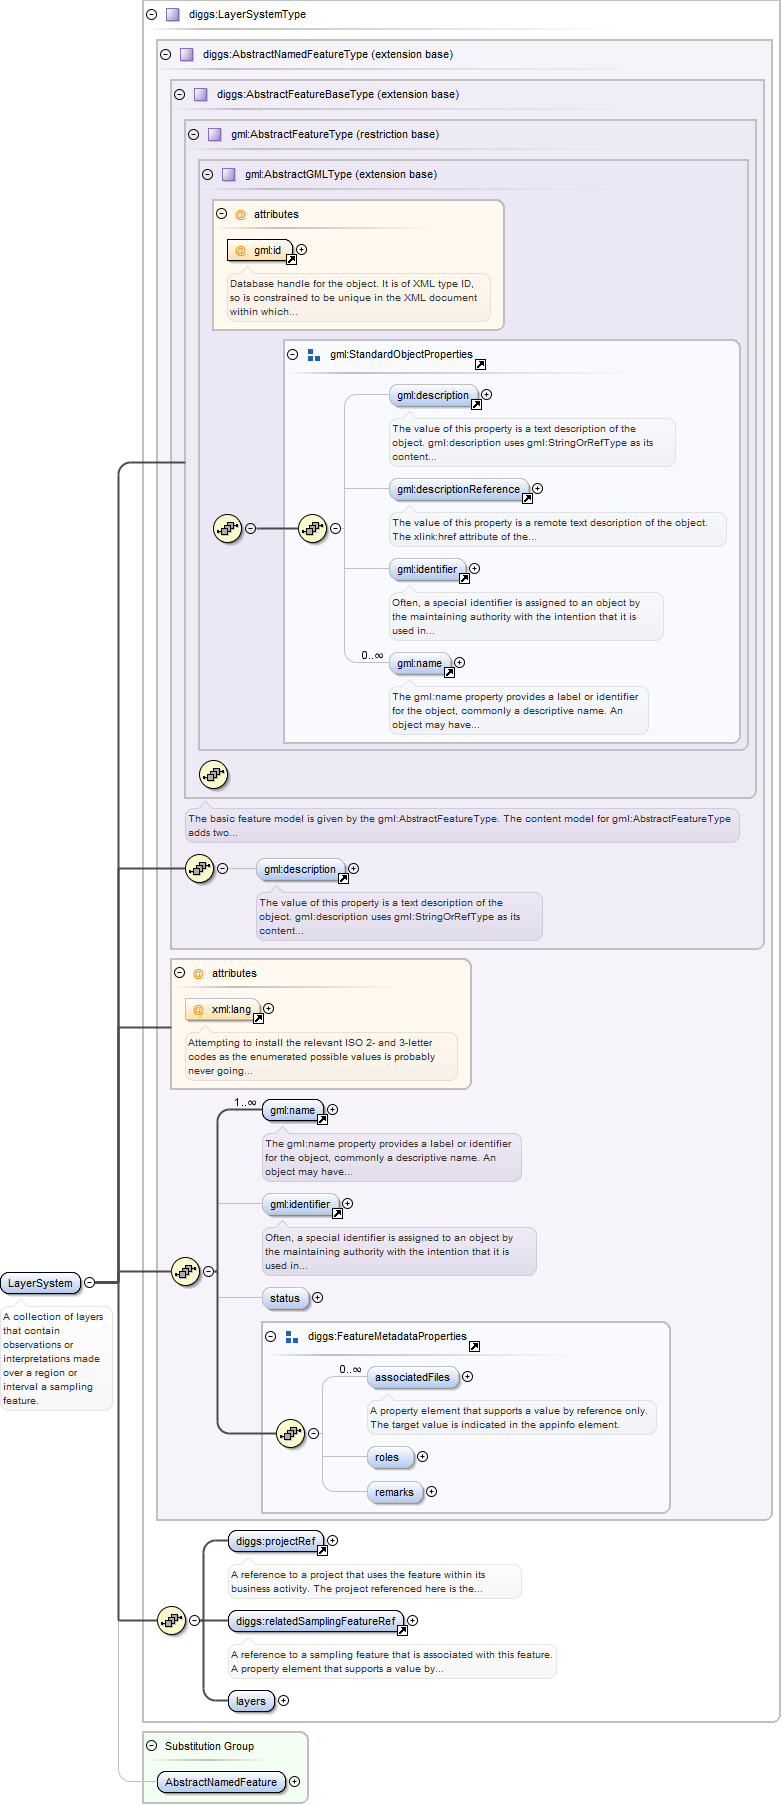 diggs:LayerSystemType
diggs:AbstractNamedFeatureType (extension base)
diggs:AbstractFeatureBaseType (extension base)
gml:AbstractFeatureType (restriction base)
gml:AbstractGMLType (extension base)
@ attributes
@ gml:id
Database handle for the object. It is of XML type ID,
so is constrained to be unique in the XML document
within which...
gml:StandardObjectProperties
gml:description
The value of this property is a text description of the
object. gml:description uses gml:StringOrRefType as its
content...
gml:descriptionReference
The value of this property is a remote text description of the object.
The xlink:href attribute of the...
gml:identifier
Often, a special identifier is assigned to an object by
the maintaining authority with the intention that it is
used in...
0..∞
gml:name
The gml:name property provides a label or identifier
for the object, commonly a descriptive name. An
object may have...
The basic feature model is given by the gml:AbstractFeatureType. The content model for gml:AbstractFeatureType
adds two...
gml:description
The value of this property is a text description of the
object. gml:description uses gml:StringOrRefType as its
content...
@ attributes
@ xml:lang
Attempting to install the relevant ISO 2- and 3-letter
codes as the enumerated possible values is probably
never going...
1..∞
gml:name
The gml:name property provides a label or identifier
for the object, commonly a descriptive name. An
object may have...
gml:identifier
Often, a special identifier is assigned to an object by
the maintaining authority with the intention that it is
used in...
LayerSystem
A collection of layers
that contain
observations or
interpretations made
over a region or
interval a sampling
feature.
status
diggs:FeatureMetadataProperties
0..∞
associatedFiles
A property element that supports a value by reference only.
The target value is indicated in the appinfo element.
roles
remarks
diggs:projectRef
A reference to a project that uses the feature within its
business activity. The project referenced here is the...
diggs:relatedSamplingFeatureRef
A reference to a sampling feature that is associated with this feature.
A property element that supports a value by...
layers
Substitution Group
AbstractNamedFeature